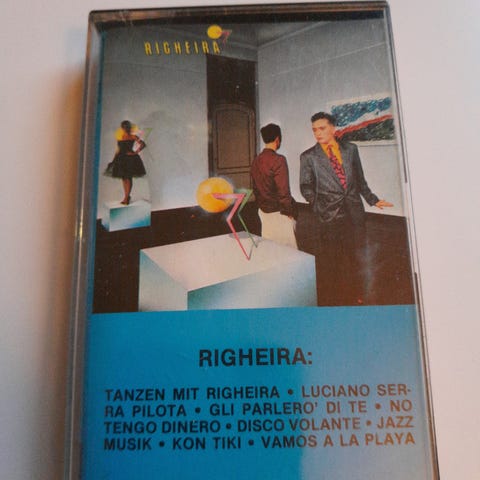 RIGHEIRA
RIGHEIRA:
TANZEN MIT RIGHEIRA • LUCIANO SER-
RA PILOTA • GLI PARLERO' DI TE • NO
TENGO DINERO • DISCO VOLANTE • JAZZ
MUSIK • KON TIKI • VAMOS A LA PLAYA